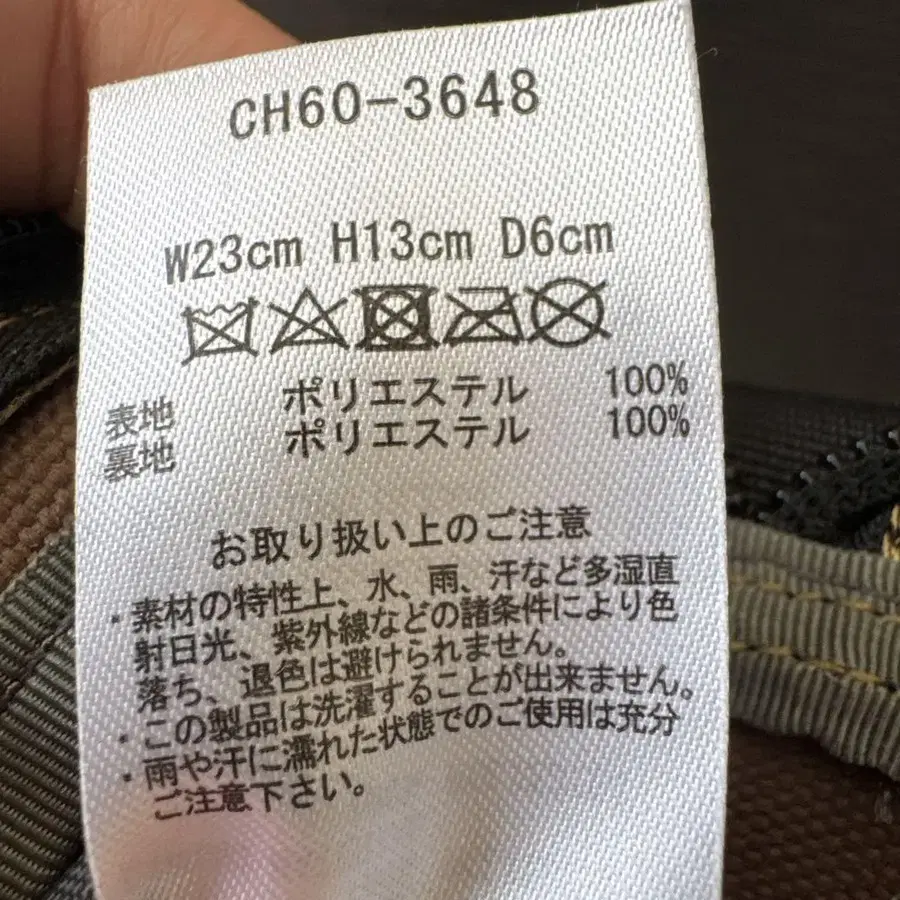 CH60-3648
W23cm H13cm D6cm
表地 ポリエステル 100%
裏地 ポリエステル 100%
お取り扱い上のご注意
・素材の特性上、水、雨、汗など多湿直
射日光、紫外線などの諸条件により色
落ち、退色は避けられません。
・この製品は洗濯することが出来ません。
・雨や汗に濡れた状態でのご使用は充分
ご注意下さい。